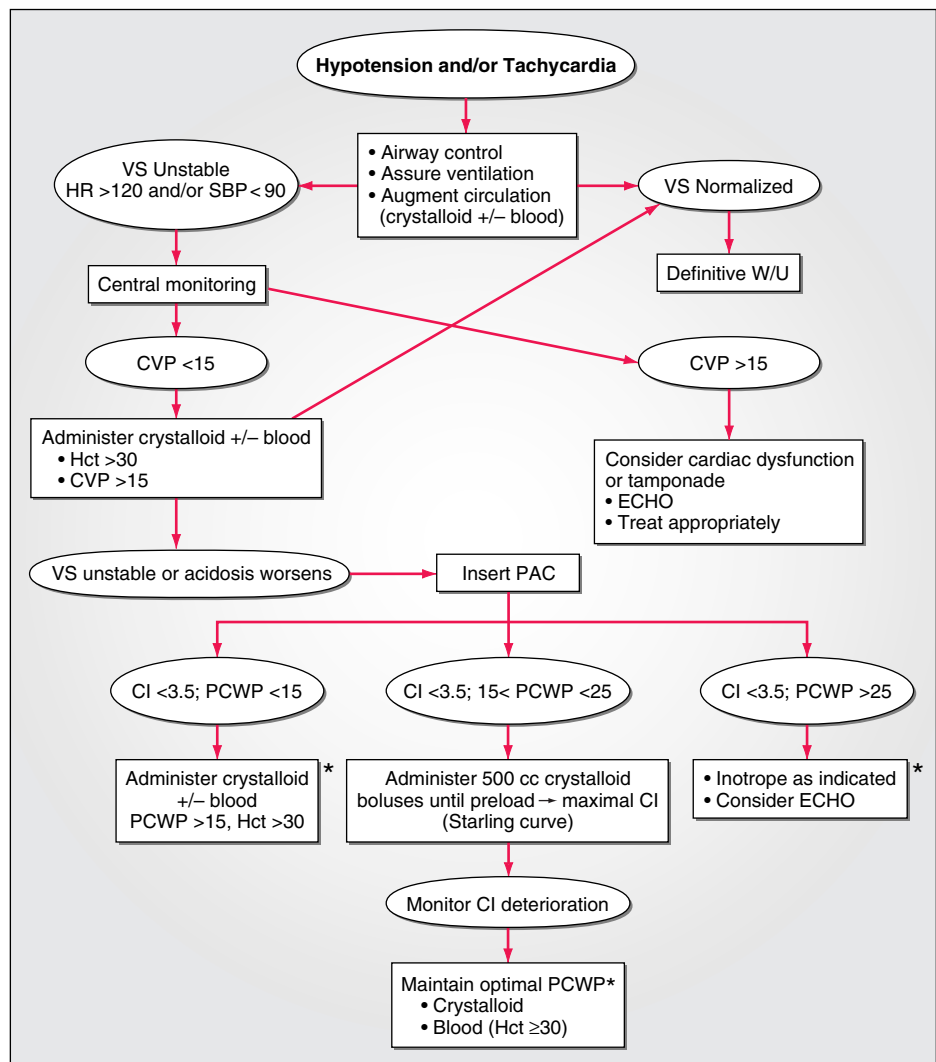 Hypotension and/or Tachycardia
• Airway control
• Assure ventilation
• Augment circulation
(crystalloid +/– blood)
VS Unstable
HR >120 and/or SBP< 90
VS Normalized
Central monitoring
Definitive W/U
CVP <15
CVP >15
Administer crystalloid +/– blood
• Hct >30
• CVP >15
Consider cardiac dysfunction
or tamponade
• ECHO
• Treat appropriately
VS unstable or acidosis worsens
Insert PAC
CI <3.5; PCWP <15
CI <3.5; 15< PCWP <25
CI <3.5; PCWP >25
Administer crystalloid
+/– blood
PCWP >15, Hct >30
*
Administer 500 cc crystalloid
boluses until preload → maximal CI
(Starling curve)
• Inotrope as indicated
• Consider ECHO
*
Monitor CI deterioration
Maintain optimal PCWP*
• Crystalloid
• Blood (Hct ≥30)